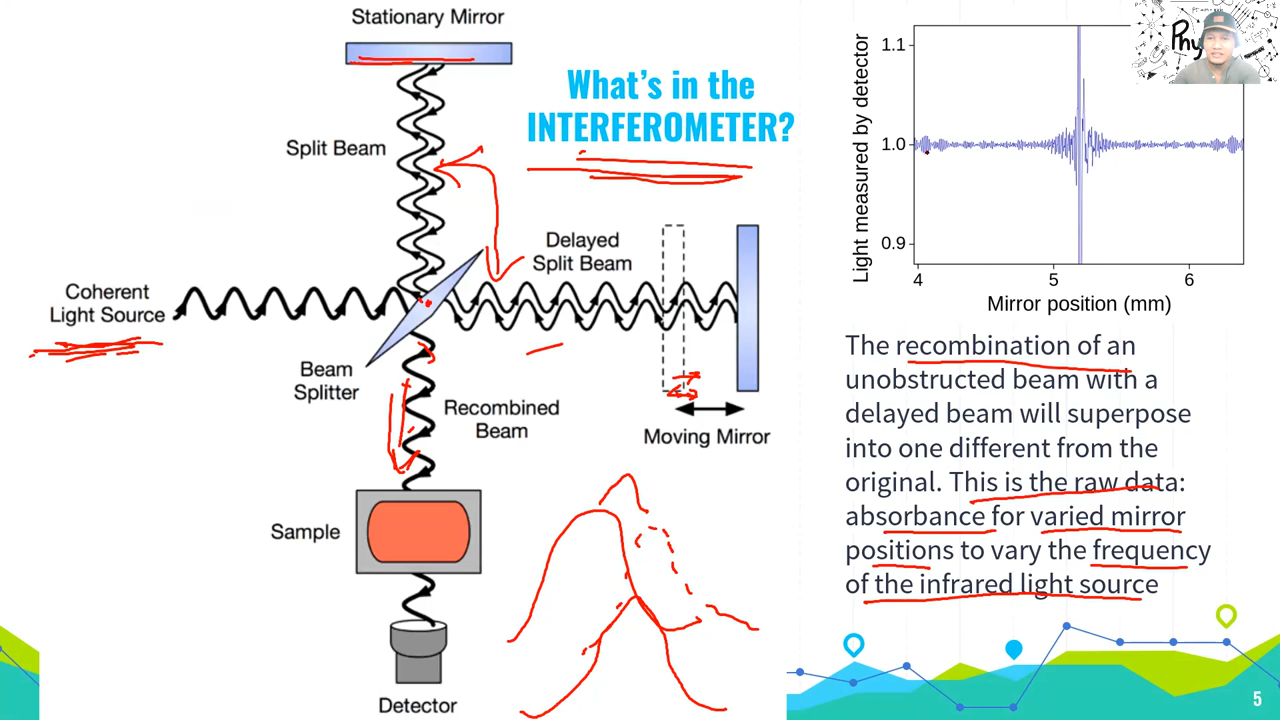 Stationary Mirror
What's in the
INTERFEROMETER?
Split Beam
Delayed
Split Beam
Coherent
Light Source
Beam
Splitter
Recombined
Beam
Moving Mirror
Sample
Detector
Light measured by detector
1.1
1.0
0.9
4
5
6
Mirror position (mm)
The recombination of an
unobstructed beam with a
delayed beam will superpose
into one different from the
original. This is the raw data:
absorbance for varied mirror
positions to vary the frequency
of the infrared light source
5